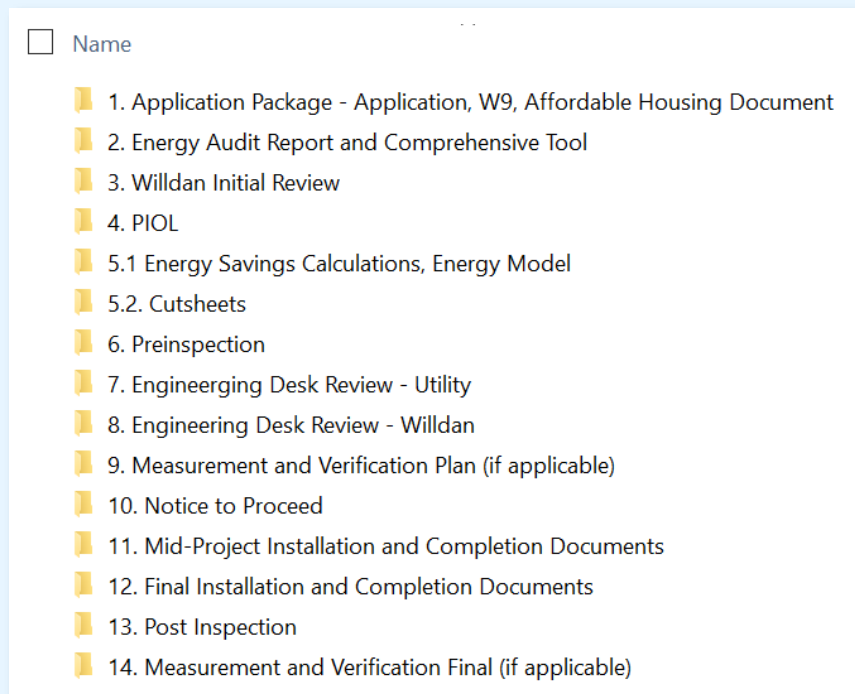 Name
1. Application Package - Application, W9, Affordable Housing Document
2. Energy Audit Report and Comprehensive Tool
3. Willdan Initial Review
4. PIOL
5.1 Energy Savings Calculations, Energy Model
5.2. Cutsheets
6. Preinspection
7. Engineerging Desk Review - Utility
8. Engineering Desk Review - Willdan
9. Measurement and Verification Plan (if applicable)
10. Notice to Proceed
11. Mid-Project Installation and Completion Documents
12. Final Installation and Completion Documents
13. Post Inspection
14. Measurement and Verification Final (if applicable)